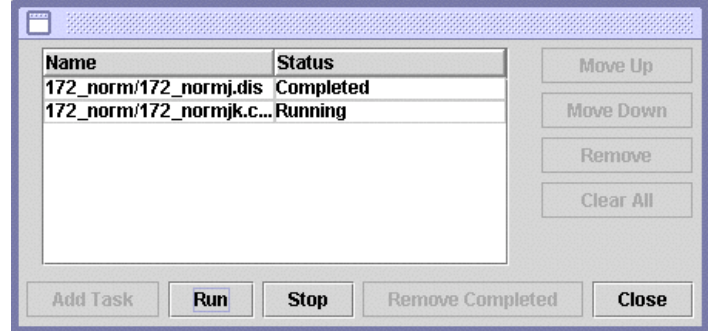 Name Status
172_norm/172_normj.dis Completed
172_norm/172_normjk.c... Running
Move Up
Move Down
Remove
Clear All
Add Task Run Stop Remove Completed Close